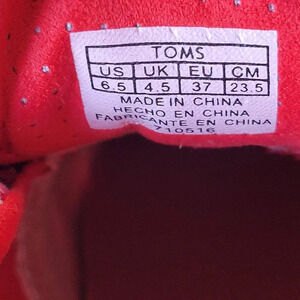 TOMS
US UK EU CM
6.5 4.5 37 23.5
MADE IN CHINA
HECHO EN CHINA
FABRICANTE EN CHINA
710516